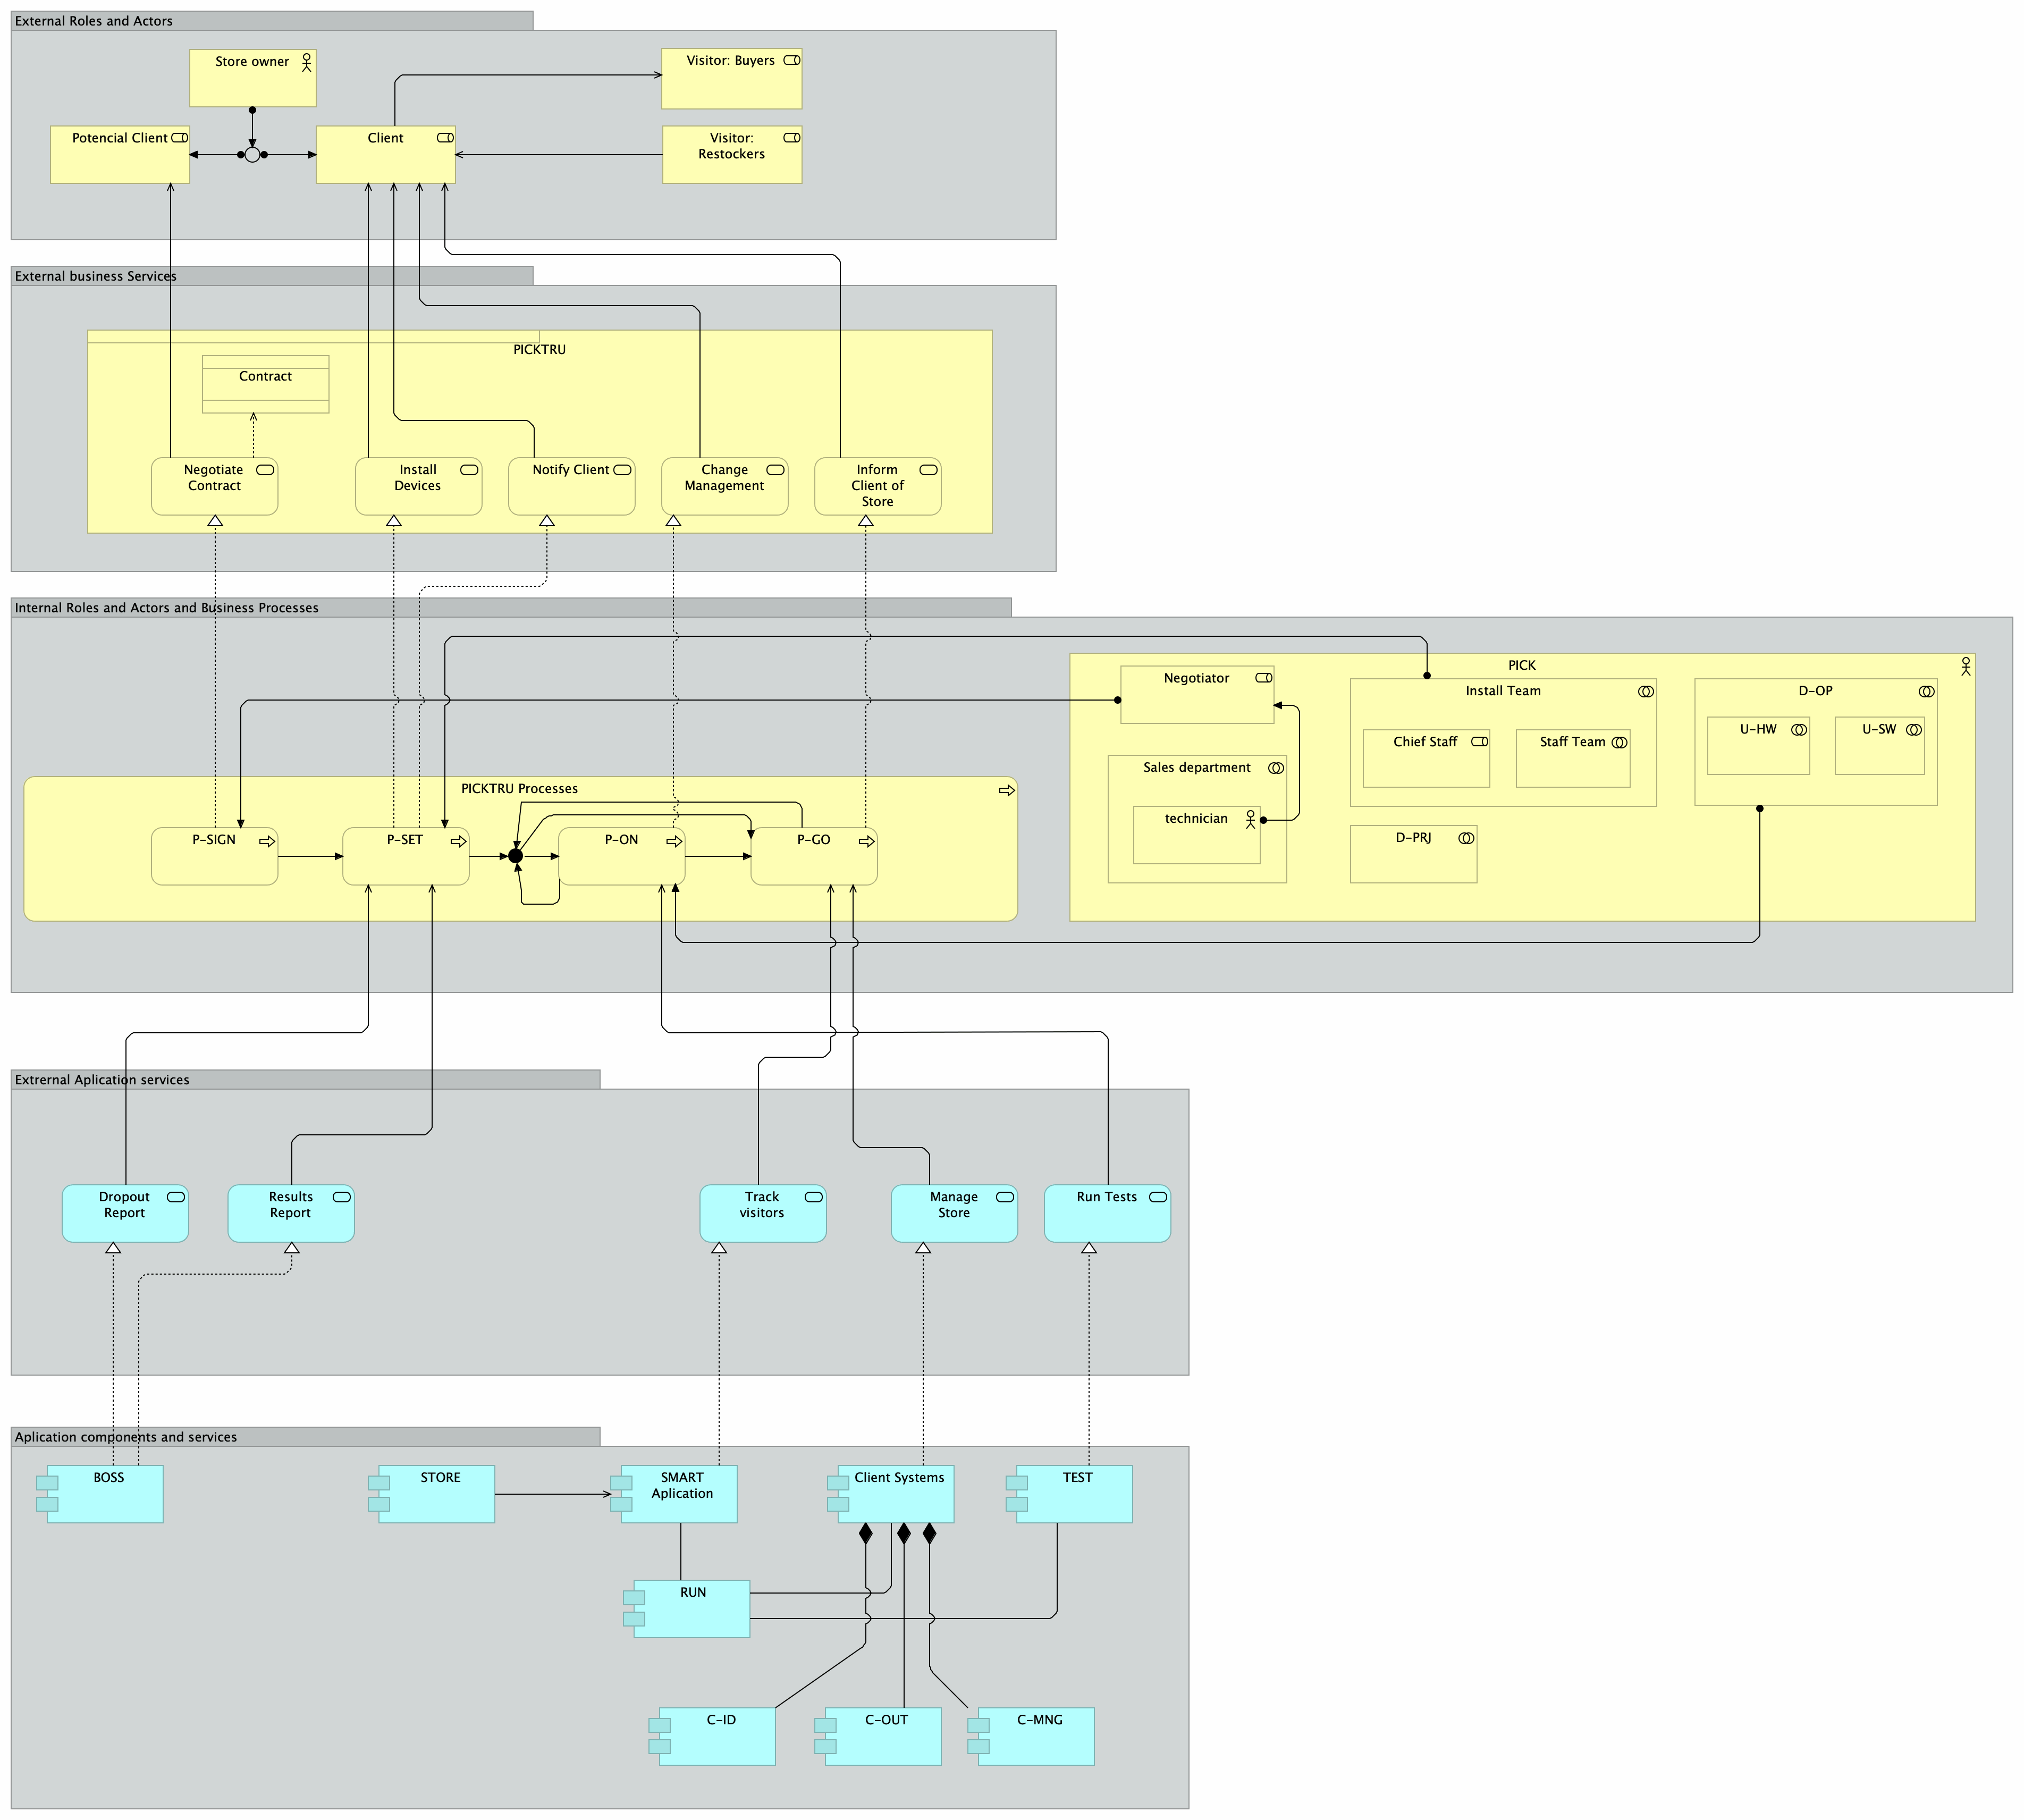 External Roles and Actors
Store owner
Visitor: Buyers
Potencial Client
Client
Visitor:
Restockers
External business Services
PICKTRU
Contract
Negotiate
Contract
Install
Devices
Notify Client
Change
Management
Inform
Client of
Store
Internal Roles and Actors and Business Processes
PICK
Negotiator
Install Team
D-OP
Chief Staff
Staff Team
U-HW
U-SW
Sales department
technician
D-PRJ
PICKTRU Processes
P-SIGN
P-SET
P-ON
P-GO
Extrernal Aplication services
Dropout
Report
Results
Report
Track
visitors
Manage
Store
Run Tests
Aplication components and services
BOSS
STORE
SMART
Aplication
Client Systems
TEST
RUN
C-ID
C-OUT
C-MNG